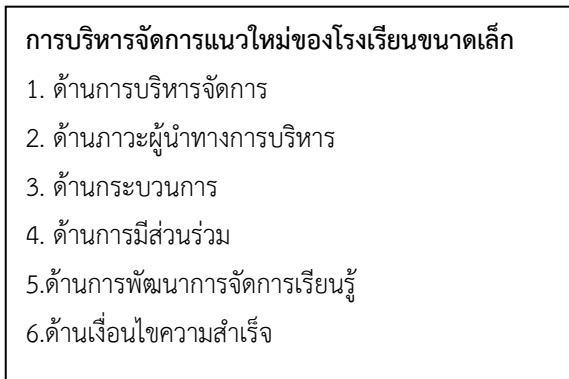 การบริหารจัดการแนวใหม่ของโรงเรียนขนาดเล็ก
1. ด้านการบริหารจัดการ
2. ด้านภาวะผู้นำทางการบริหาร
3. ด้านกระบวนการ
4. ด้านการมีส่วนร่วม
5.ด้านการพัฒนาการจัดการเรียนรู้
6.ด้านเงื่อนไขความสำเร็จ